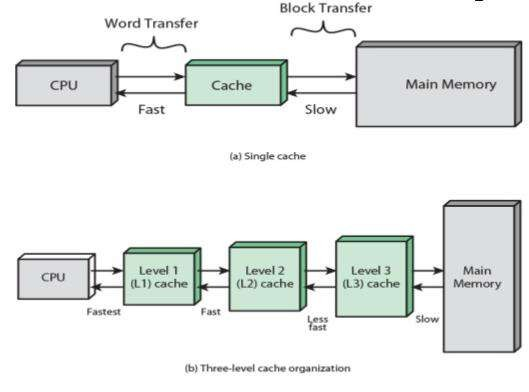 Block Transfer
Word Transfer
CPU
Cache
Main Memory
Fast
Slow
(a) Single cache
CPU
Level 1
(L1) cache
Level 2
(L2) cache
Level 3
(L3) cache
Main
Memory
Fastest
Fast
Less
fast
Slow
(b) Three-level cache organization